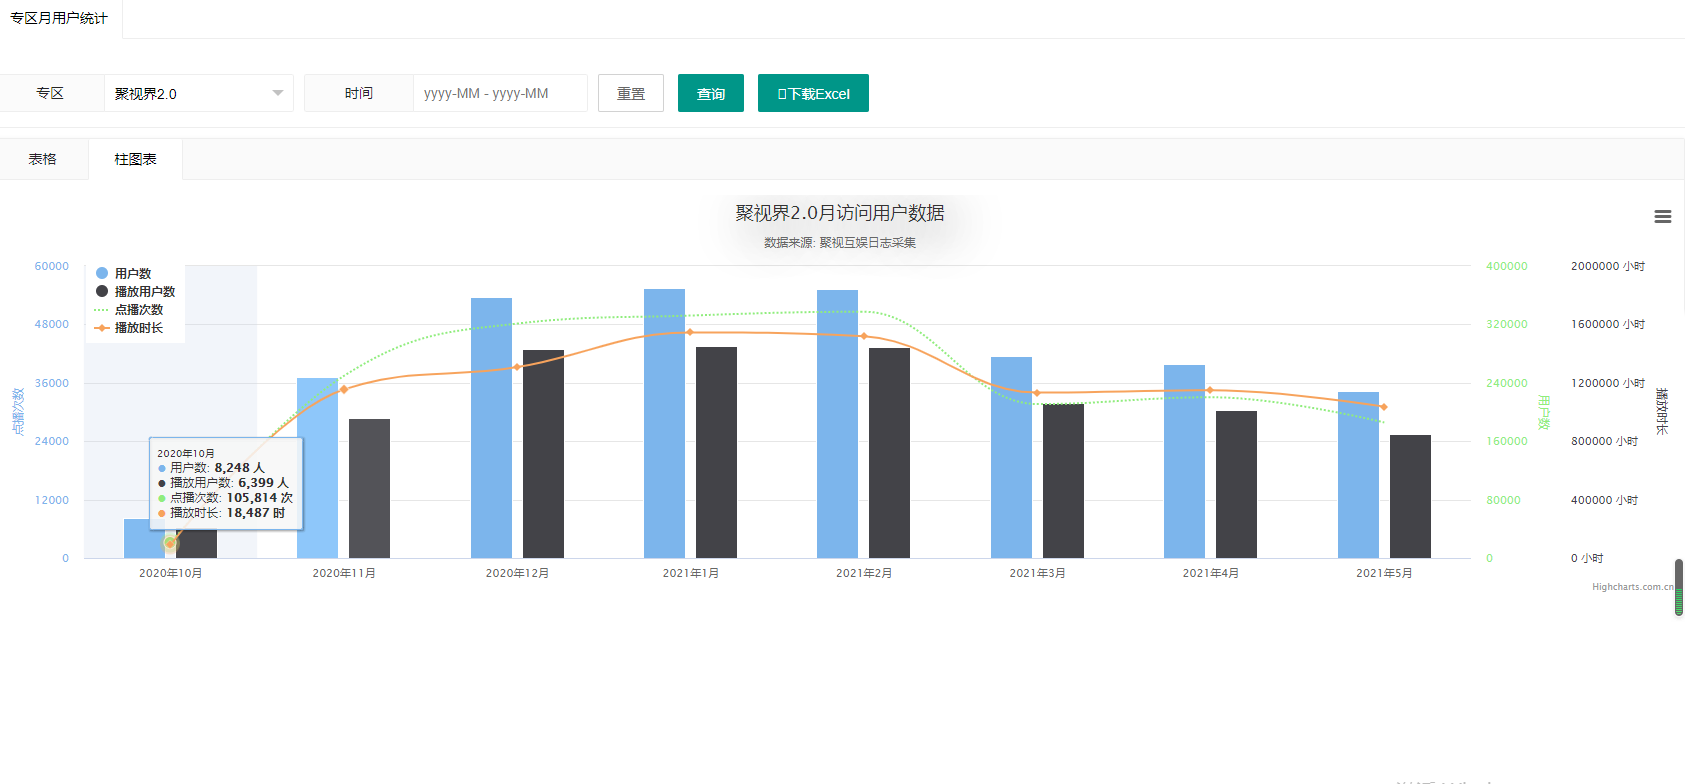 专区月用户统计
专区
聚视界2.0
时间
yyyy-MM - yyyy-MM
重置
查询
下载Excel
表格
柱图表
聚视界2.0月访问用户数据
数据来源: 聚视互娱日志采集
用户数
播放用户数
点播次数
播放时长
60000
48000
36000
24000
12000
0
点播次数
400000
320000
240000
160000
80000
0
用户数
2000000 小时
1600000 小时
1200000 小时
800000 小时
400000 小时
0 小时
播放时长
2020年10月
用户数: 8,248 人
播放用户数: 6,399 人
点播次数: 105,814 次
播放时长: 18,487 时
2020年10月
2020年11月
2020年12月
2021年1月
2021年2月
2021年3月
2021年4月
2021年5月
Highcharts.com.cn